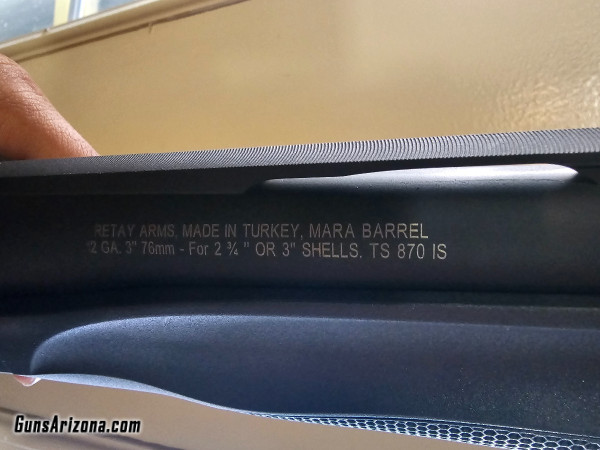 RETAY ARMS, MADE IN TURKEY, MARA BARREL
12 GA. 3" 76mm - For 2 ¾ " OR 3" SHELLS. TS 870 IS
GunsArizona.com